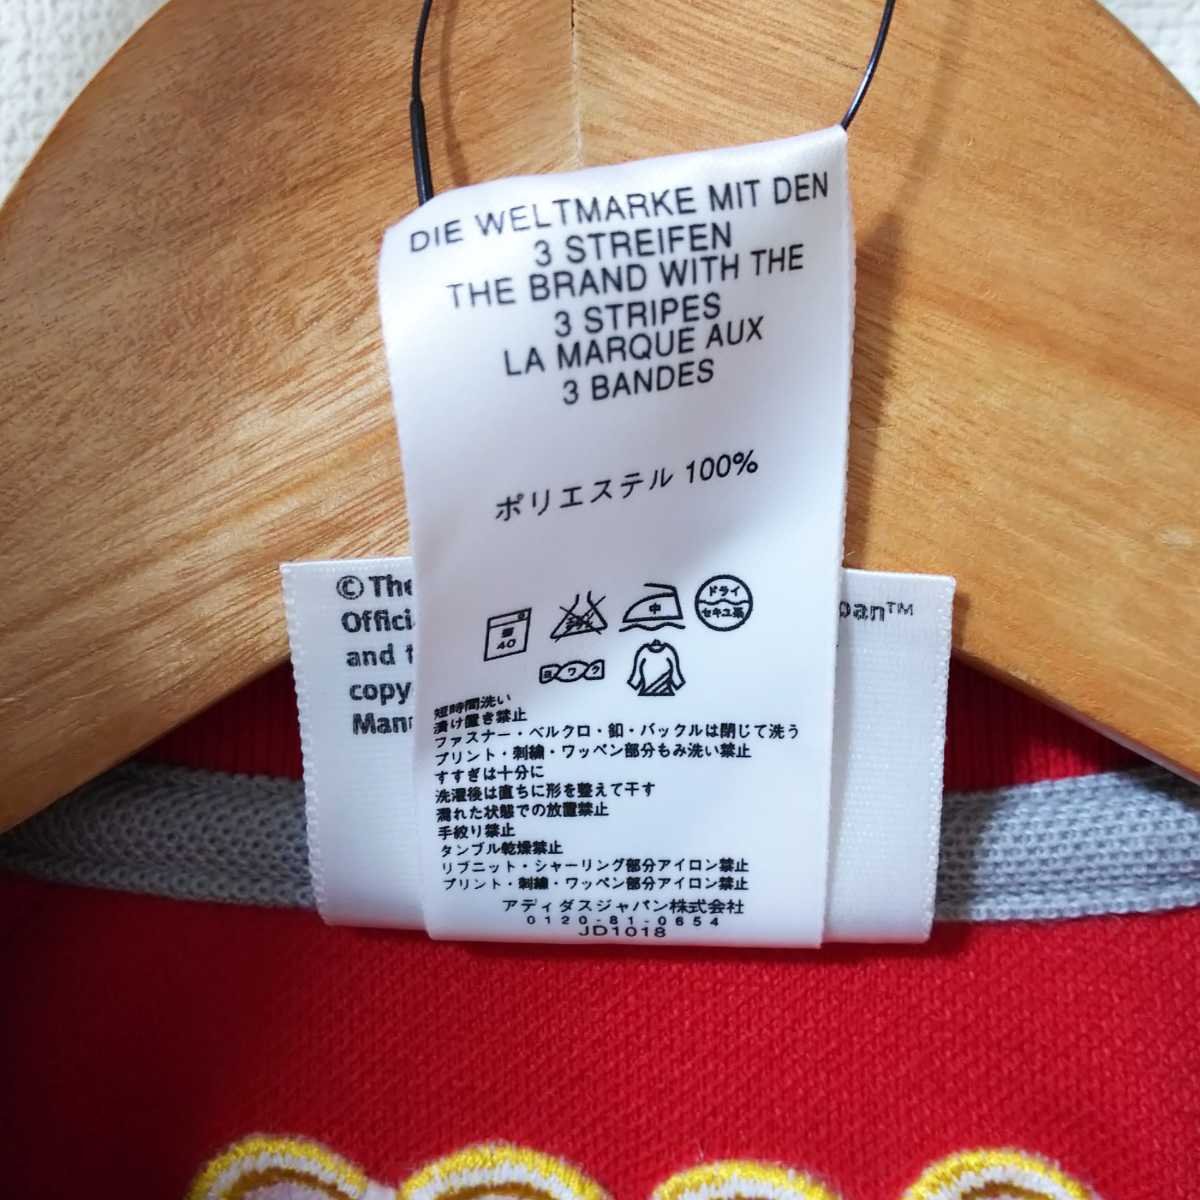 DIE WELTMARKE MIT DEN
3 STREIFEN
THE BRAND WITH THE
3 STRIPES
LA MARQUE AUX
3 BANDES
ポリエステル 100%
40
中
ドライ
セキユ系
ヨワク
短時間洗い
漬け置き禁止
ファスナー・ベルクロ・釦・バックルは閉じて洗う
プリント・刺繍・ワッペン部分もみ洗い禁止
すすぎは十分に
洗濯後は直ちに形を整えて干す
濡れた状態での放置禁止
手絞り禁止
タンブル乾燥禁止
リブニット・シャーリング部分アイロン禁止
プリント・刺繍・ワッペン部分アイロン禁止
アディダスジャパン株式会社
0120-81-0654
JD1018
© The
Offici
and
copy
pan™